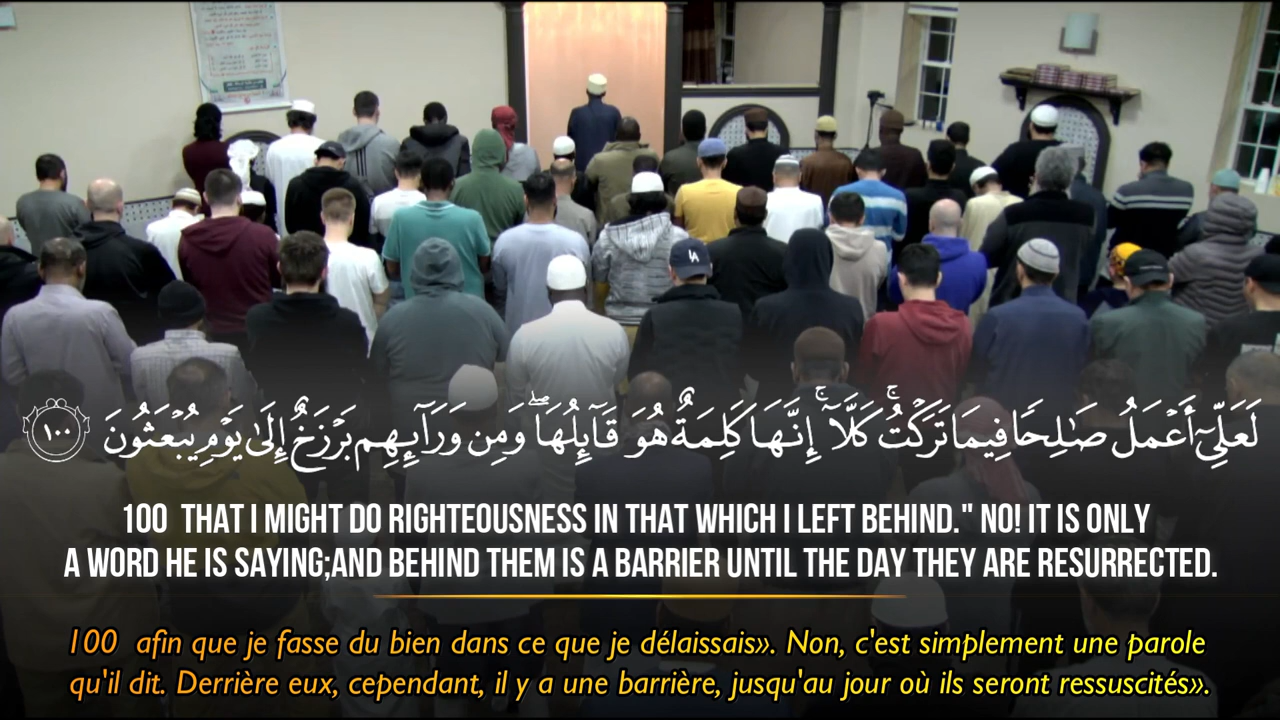 لَعَلِّىٓ أَعْمَلُ صَـٰلِحًا فِيمَا تَرَكْتُ ۚ كَلَّآ ۚ إِنَّهَا كَلِمَةٌ هُوَ قَآئِلُهَا ۖ وَمِن وَرَآئِهِم بَرْزَخٌ إِلَىٰ يَوْمِ يُبْعَثُونَ ١٠٠
100 THAT I MIGHT DO RIGHTEOUSNESS IN THAT WHICH I LEFT BEHIND." NO! IT IS ONLY
A WORD HE IS SAYING;AND BEHIND THEM IS A BARRIER UNTIL THE DAY THEY ARE RESURRECTED.
100 afin que je fasse du bien dans ce que je délaissais». Non, c'est simplement une parole
qu'il dit. Derrière eux, cependant, il y a une barrière, jusqu'au jour où ils seront ressuscités».